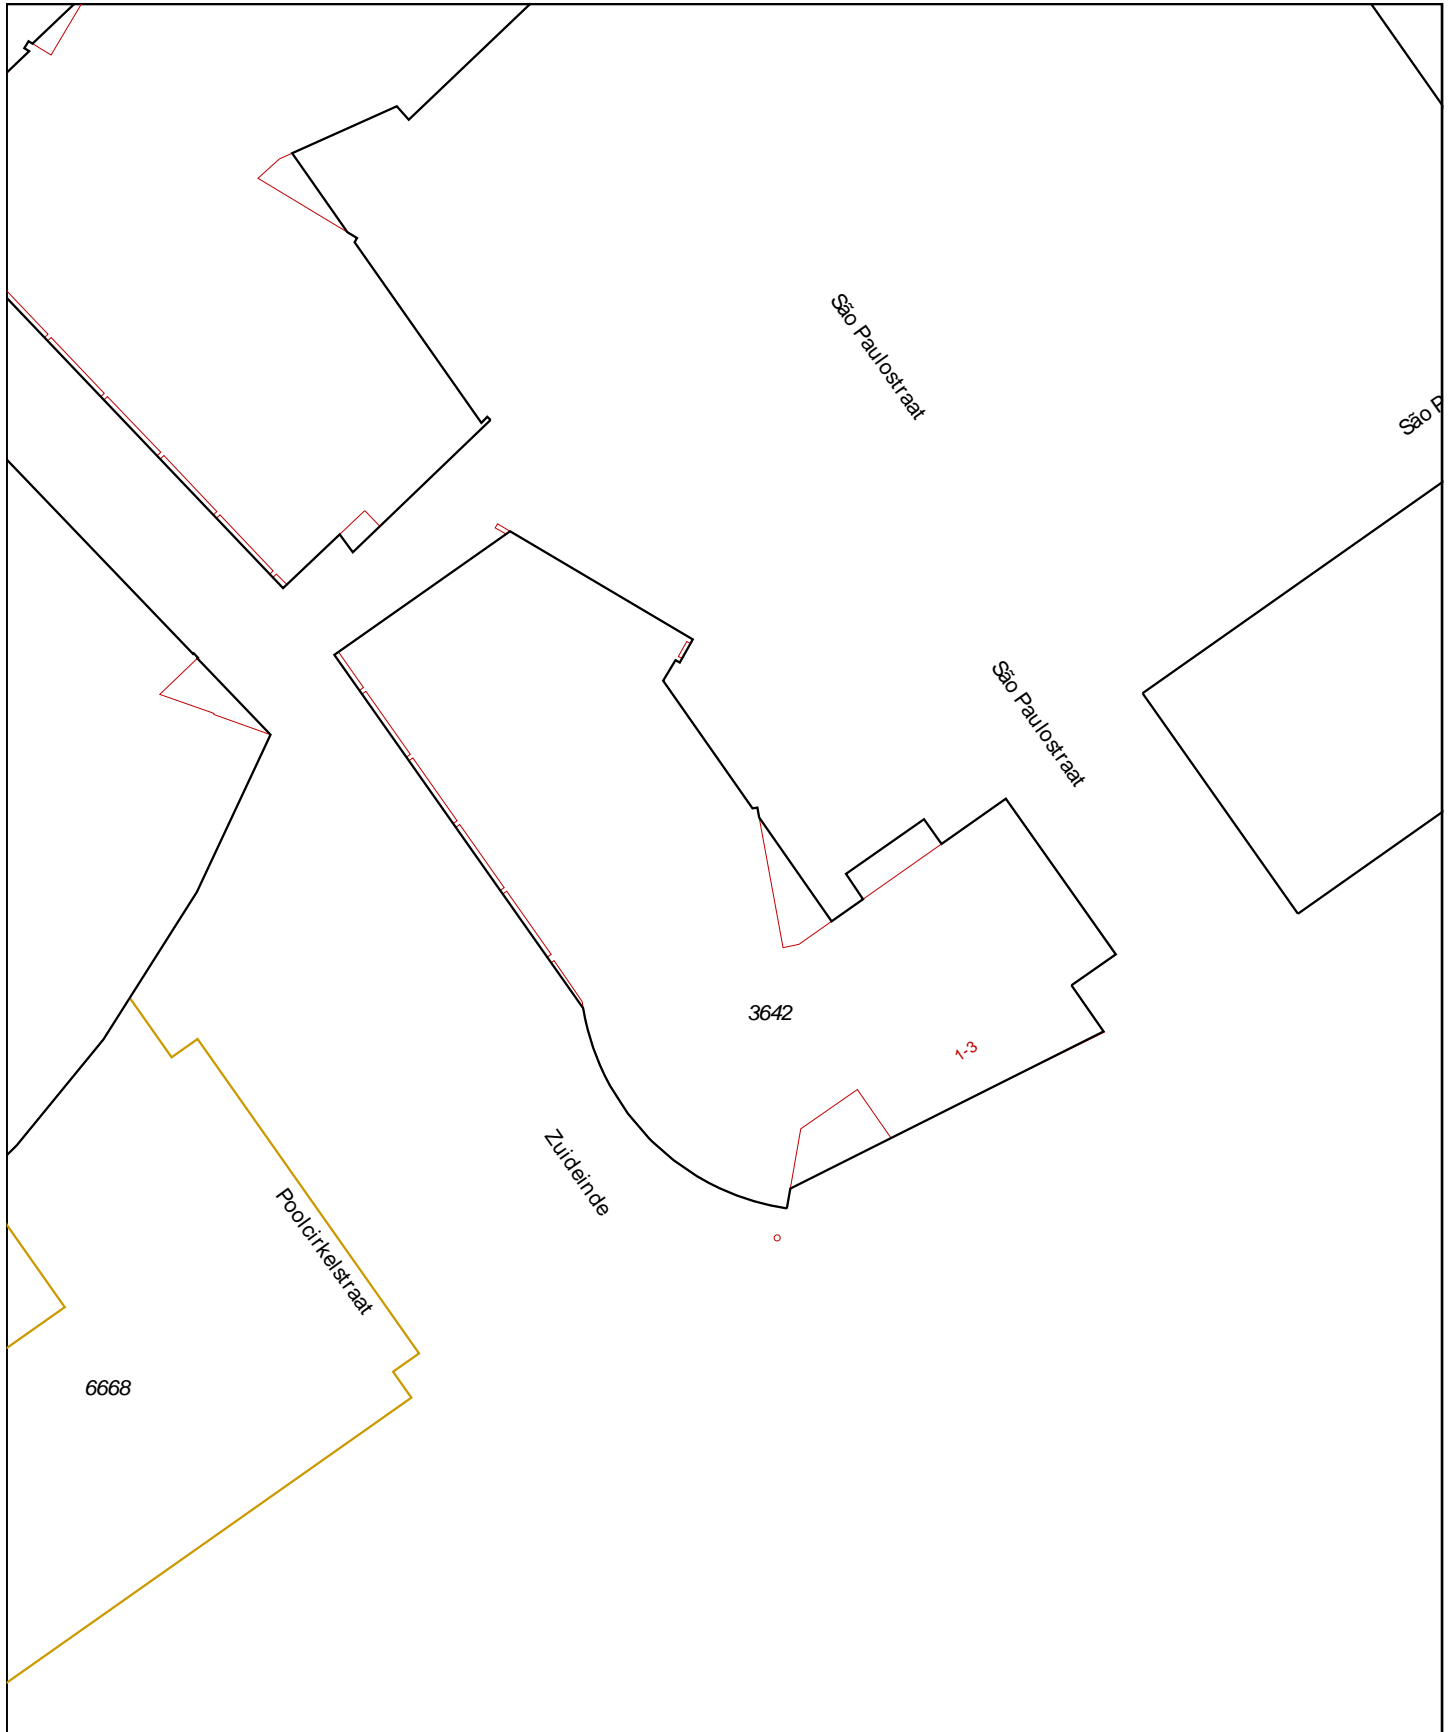 São Paulostraat
São P
São Paulostraat
3642
1-3
Zuideinde
Poolcirkelstraat
6668